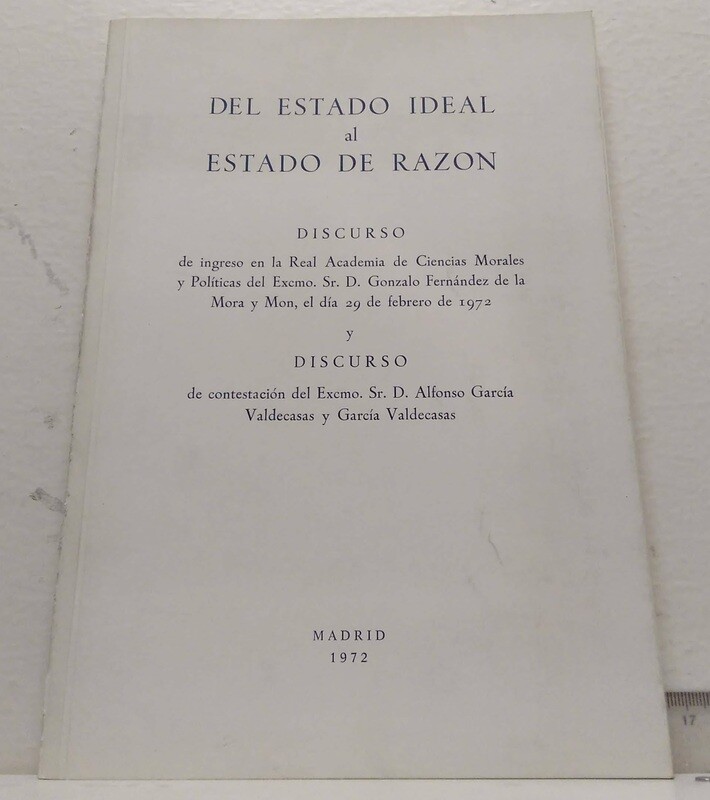 DEL ESTADO IDEAL
al
ESTADO DE RAZON
DISCURSO
de ingreso en la Real Academia de Ciencias Morales
y Políticas del Excmo. Sr. D. Gonzalo Fernández de la
Mora y Mon, el día 29 de febrero de 1972
y
DISCURSO
de contestación del Excmo. Sr. D. Alfonso García
Valdecasas y García Valdecasas
MADRID
1972
17